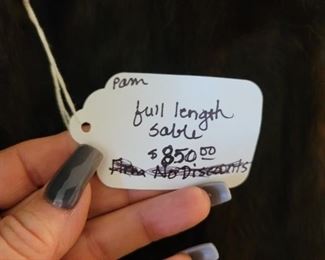 Pam
full length
sable
$850.00
Firm No Discounts